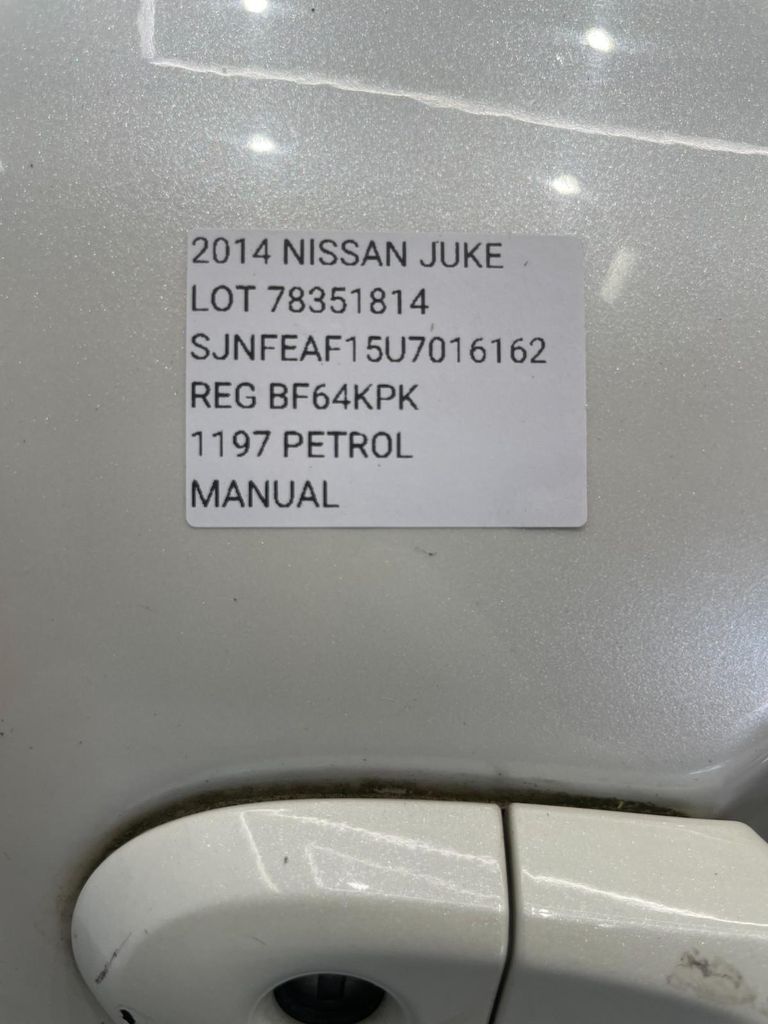 2014 NISSAN JUKE
LOT 78351814
SJNFEAF15U7016162
REG BF64KPK
1197 PETROL
MANUAL